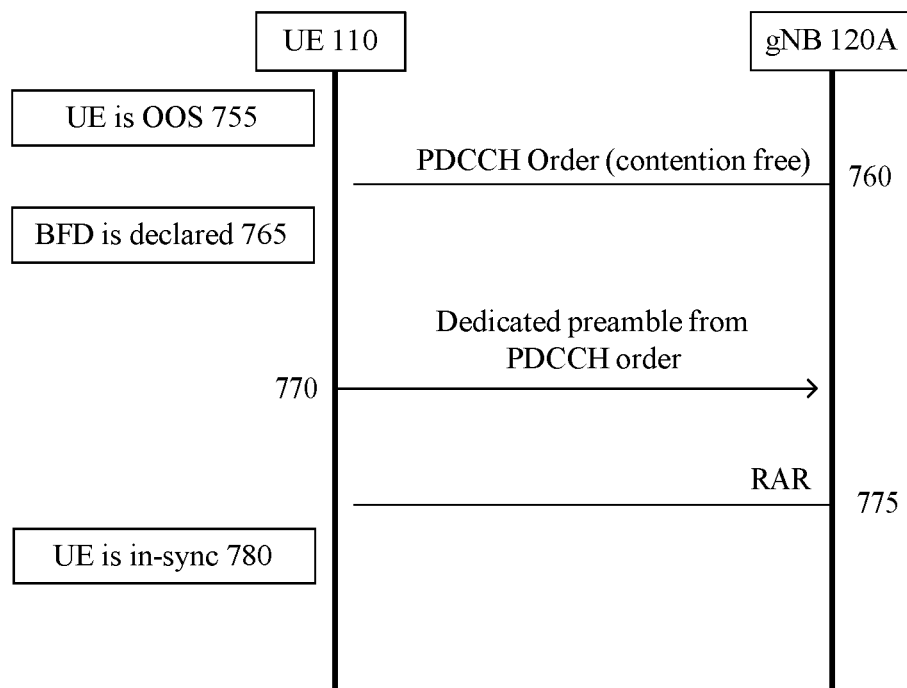 UE 110
gNB 120A
UE is OOS 755
PDCCH Order (contention free)
760
BFD is declared 765
Dedicated preamble from
PDCCH order
770
RAR
775
UE is in-sync 780